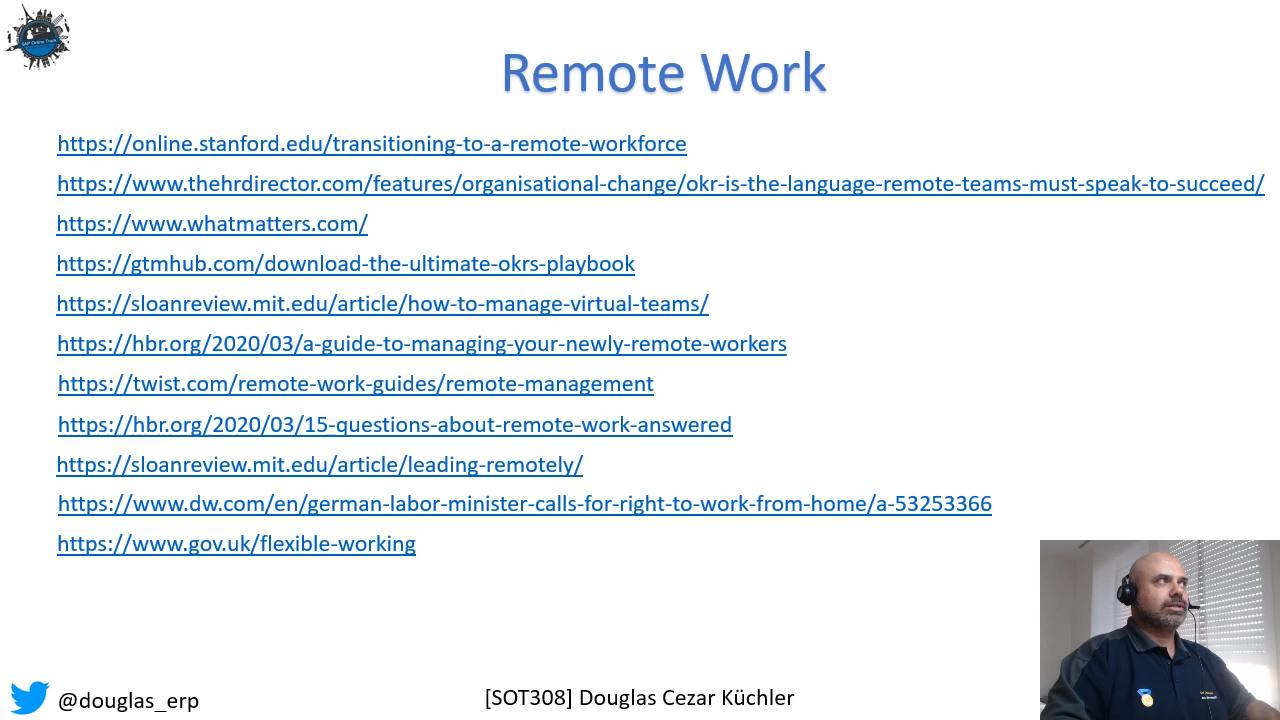 SAP Online Track
Remote Work
https://online.stanford.edu/transitioning-to-a-remote-workforce
https://www.thehrdirector.com/features/organisational-change/okr-is-the-language-remote-teams-must-speak-to-succeed/
https://www.whatmatters.com/
https://gtmhub.com/download-the-ultimate-okrs-playbook
https://sloanreview.mit.edu/article/how-to-manage-virtual-teams/
https://hbr.org/2020/03/a-guide-to-managing-your-newly-remote-workers
https://twist.com/remote-work-guides/remote-management
https://hbr.org/2020/03/15-questions-about-remote-work-answered
https://sloanreview.mit.edu/article/leading-remotely/
https://www.dw.com/en/german-labor-minister-calls-for-right-to-work-from-home/a-53253366
https://www.gov.uk/flexible-working
@douglas_erp
[SOT308] Douglas Cezar Küchler